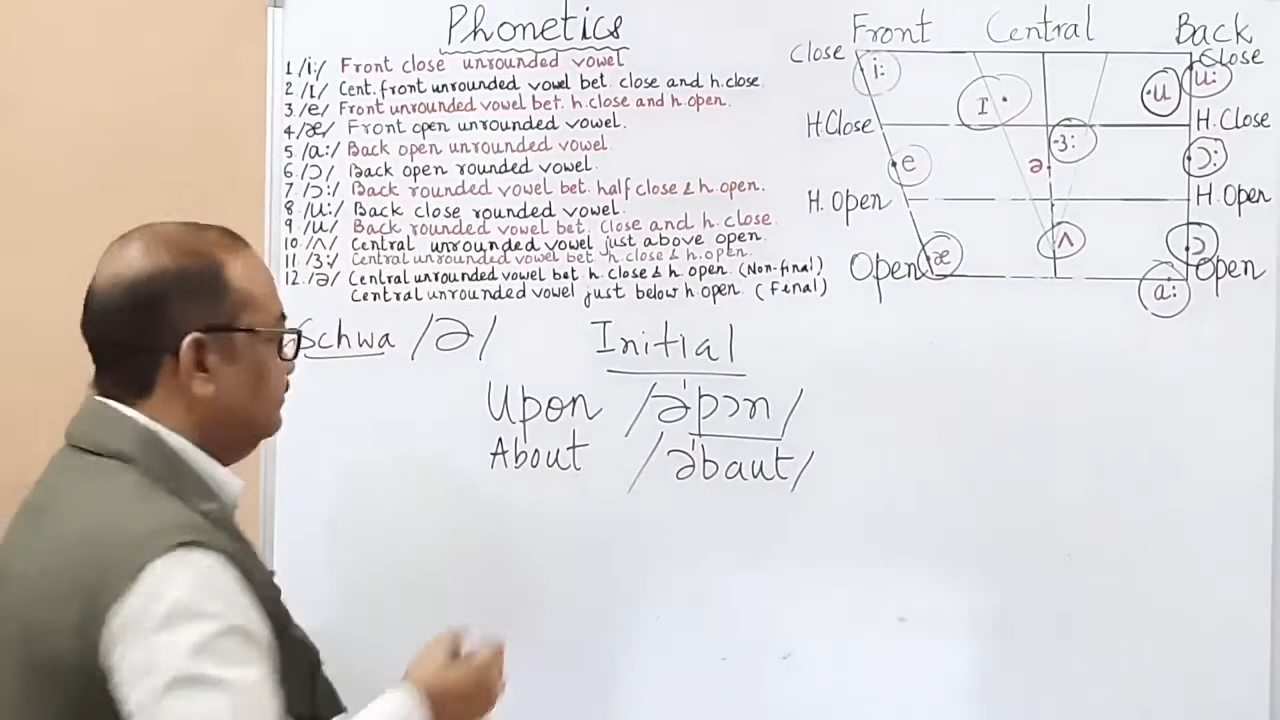 Phonetics
1 /i:/ Front close unrounded vowel
2 /I/ Cent. front unrounded vowel bet. close and h.close.
3 /e/ Front unrounded vowel bet. h.close and h.open.
4 /æ/ Front open unrounded vowel.
5 /a:/ Back open unrounded vowel.
6 /ɔ/ Back open rounded vowel.
7 /ɔ:/ Back rounded vowel bet. half close & h.open.
8 /u:/ Back close rounded vowel.
9 /u/ Back rounded vowel bet. Close and h. close.
10 /ʌ/ Central unrounded vowel just above open.
11 /ɜ:/ Central unrounded vowel bet. h.close & h.open.
12 /ə/ Central unrounded vowel bet h.close & h open. (Non-final)
Central unrounded vowel just below h.open. (Final)
Front Central Back
Close i: I u u: Close
H.Close ɜ: H. Close
e ə ɔ:
H. Open H. Open
æ ʌ ɔ
Open a: Open
Schwa /ə/ Initial
Upon /ə'pɔn/
About /ə'baut/